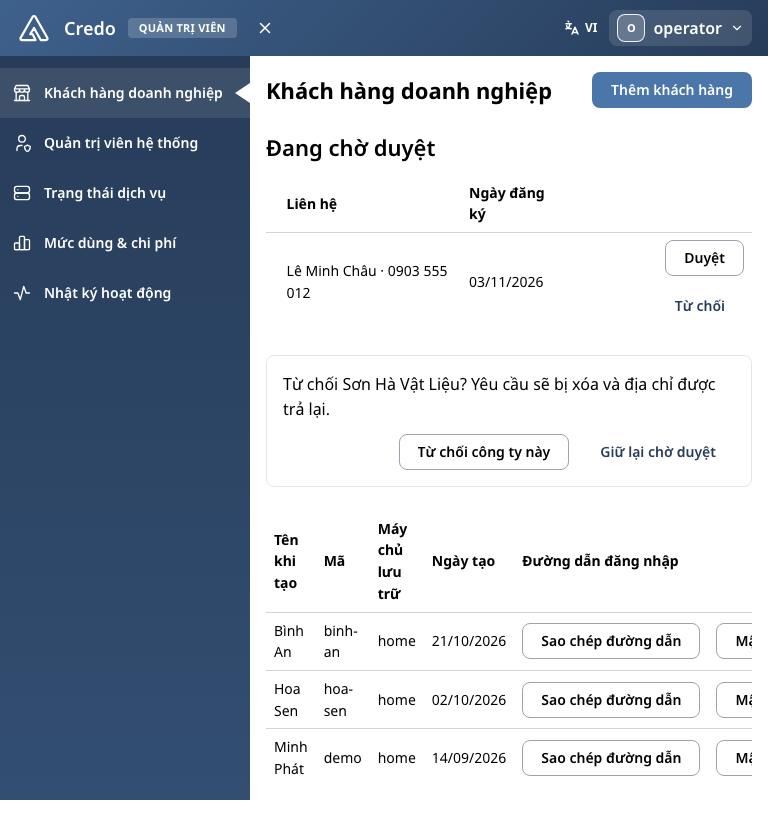 Credo
QUẢN TRỊ VIÊN
VI
O
operator
Khách hàng doanh nghiệp
Quản trị viên hệ thống
Trạng thái dịch vụ
Mức dùng & chi phí
Nhật ký hoạt động
Khách hàng doanh nghiệp
Thêm khách hàng
Đang chờ duyệt
Liên hệ
Ngày đăng
ký
Lê Minh Châu · 0903 555
012
03/11/2026
Duyệt
Từ chối
Từ chối Sơn Hà Vật Liệu? Yêu cầu sẽ bị xóa và địa chỉ được
trả lại.
Từ chối công ty này
Giữ lại chờ duyệt
Tên
khi
tạo
Mã
Máy
chủ
lưu
trữ
Ngày tạo
Đường dẫn đăng nhập
Bình
An
binh-
an
home
21/10/2026
Sao chép đường dẫn
Hoa
Sen
hoa-
sen
home
02/10/2026
Sao chép đường dẫn
Minh
Phát
demo
home
14/09/2026
Sao chép đường dẫn